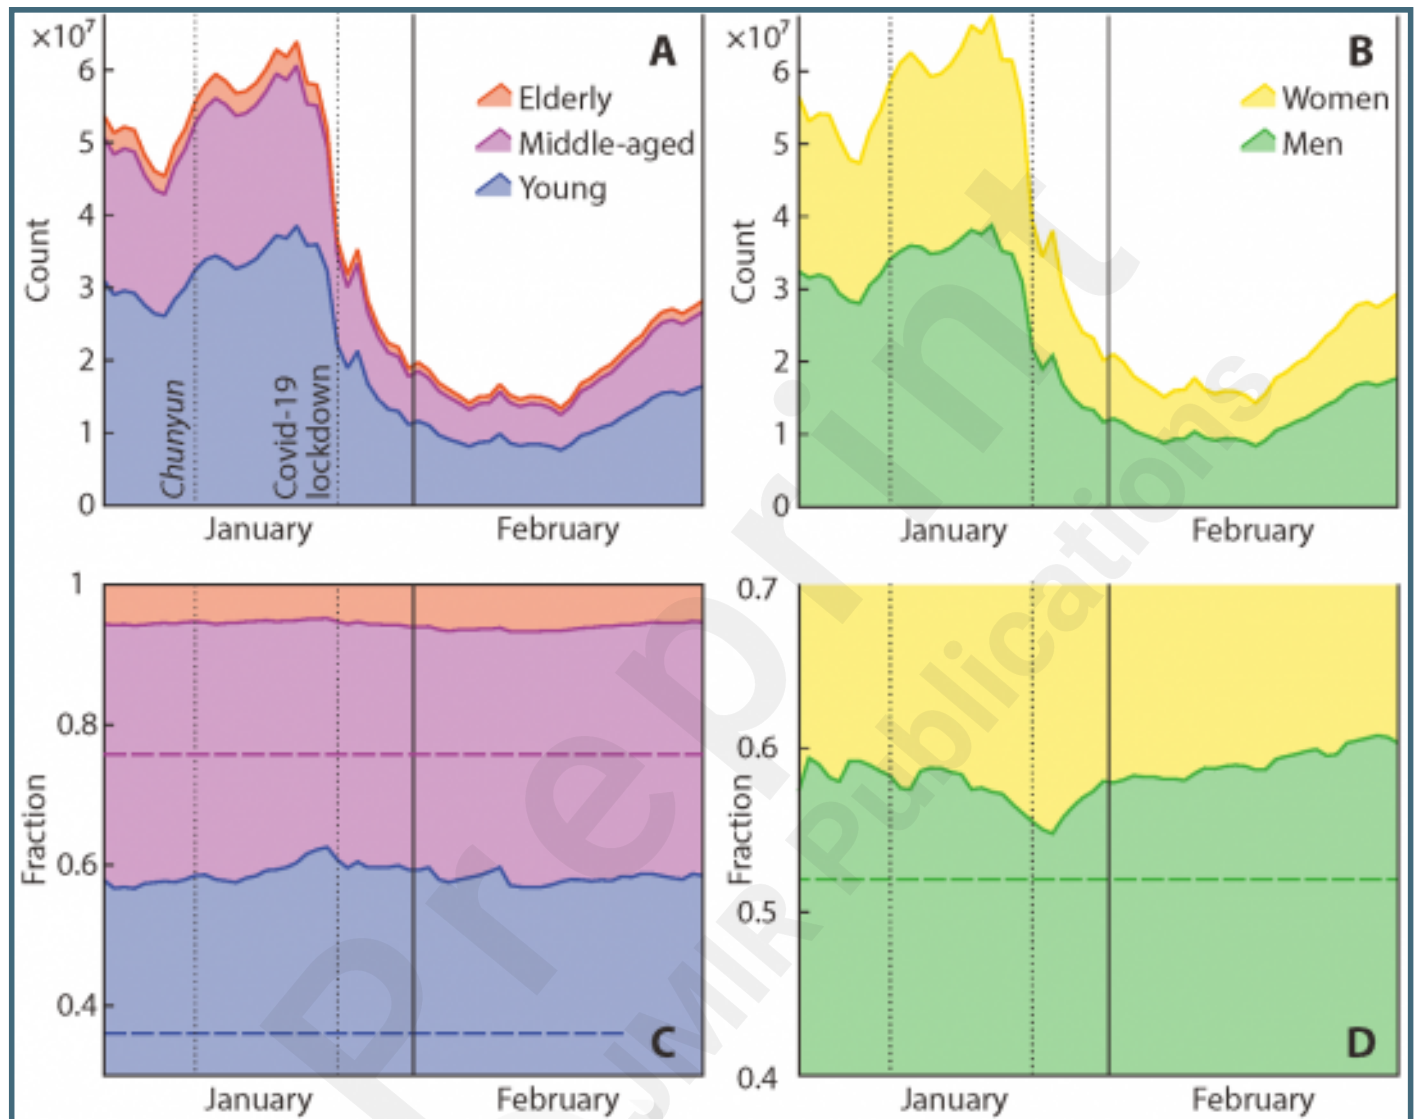 ×10⁷
A
6
5
4
3
2
1
0
Count
Elderly
Middle-aged
Young
Chunyun
Covid-19
lockdown
January
February
×10⁷
B
6
5
4
3
2
1
0
Count
Women
Men
January
February
1
0.8
0.6
0.4
Fraction
C
January
February
0.7
0.6
0.5
0.4
Fraction
D
January
February
Preprint
JMIR Publications